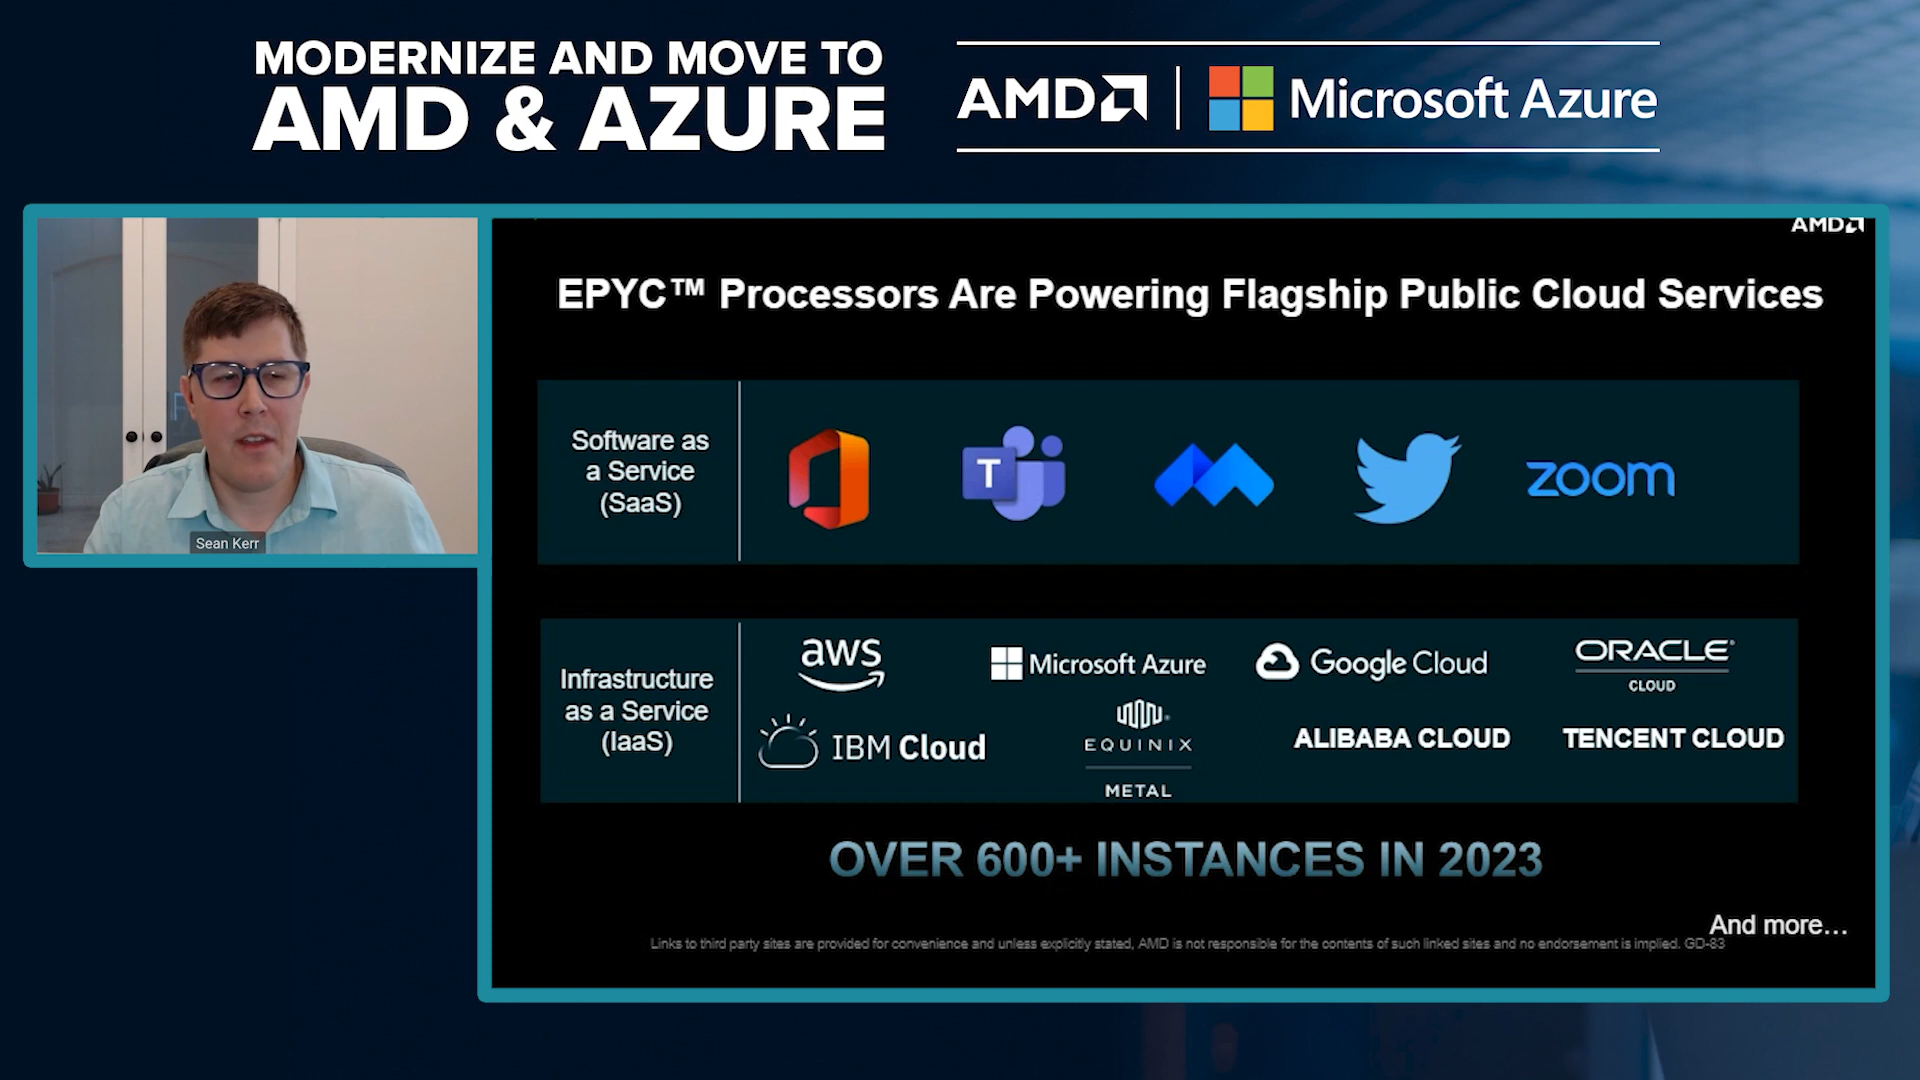 MODERNIZE AND MOVE TO
AMD & AZURE
AMD
Microsoft Azure
Sean Kerr
AMD
EPYC™ Processors Are Powering Flagship Public Cloud Services
Software as
a Service
(SaaS)
T
zoom
Infrastructure
as a Service
(IaaS)
aws
Microsoft Azure
Google Cloud
ORACLE®
CLOUD
IBM Cloud
EQUINIX
METAL
ALIBABA CLOUD
TENCENT CLOUD
OVER 600+ INSTANCES IN 2023
And more...
Links to third party sites are provided for convenience and unless explicitly stated, AMD is not responsible for the contents of such linked sites and no endorsement is implied. GD-83